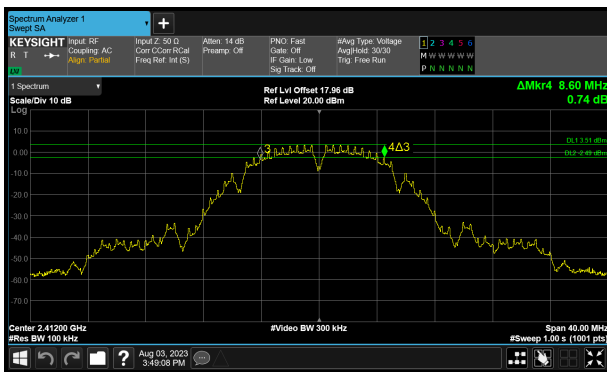 Spectrum Analyzer 1
Swept SA
KEYSIGHT
R T
Input: RF
Coupling: AC
Align: Partial
Input Z: 50 Ω
Corr CCorr RCal
Freq Ref: Int (S)
Atten: 14 dB
Preamp: Off
PNO: Fast
Gate: Off
IF Gain: Low
Sig Track: Off
#Avg Type: Voltage
Avg|Hold: 30/30
Trig: Free Run
1 2 3 4 5 6
M W W W W W
P N N N N N
1 Spectrum
Scale/Div 10 dB
Log
Ref Lvl Offset 17.96 dB
Ref Level 20.00 dBm
ΔMkr4 8.60 MHz
0.74 dB
10.0
0.00
-10.0
-20.0
-30.0
-40.0
-50.0
-60.0
-70.0
3
4Δ3
DL1 3.51 dBm
DL2 -2.49 dBm
Center 2.41200 GHz
#Res BW 100 kHz
#Video BW 300 kHz
Span 40.00 MHz
#Sweep 1.00 s (1001 pts)
?
Aug 03, 2023
3:49:08 PM